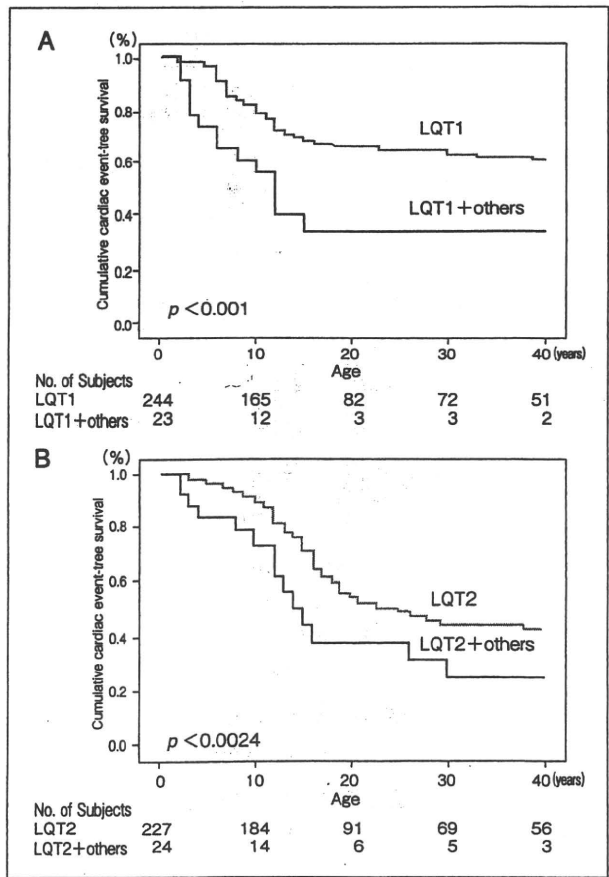 A
(%)
Cumulative cardiac event-tree survival
1.0
0.8
0.6
0.4
0.2
0.0
LQT1
LQT1+others
p <0.001
0 10 20 30 40 (years)
Age
No. of Subjects
LQT1 244 165 82 72 51
LQT1+others 23 12 3 3 2
B
(%)
Cumulative cardiac event-tree survival
1.0
0.8
0.6
0.4
0.2
0.0
LQT2
LQT2+others
p <0.0024
0 10 20 30 40 (years)
Age
No. of Subjects
LQT2 227 184 91 69 56
LQT2+others 24 14 6 5 3